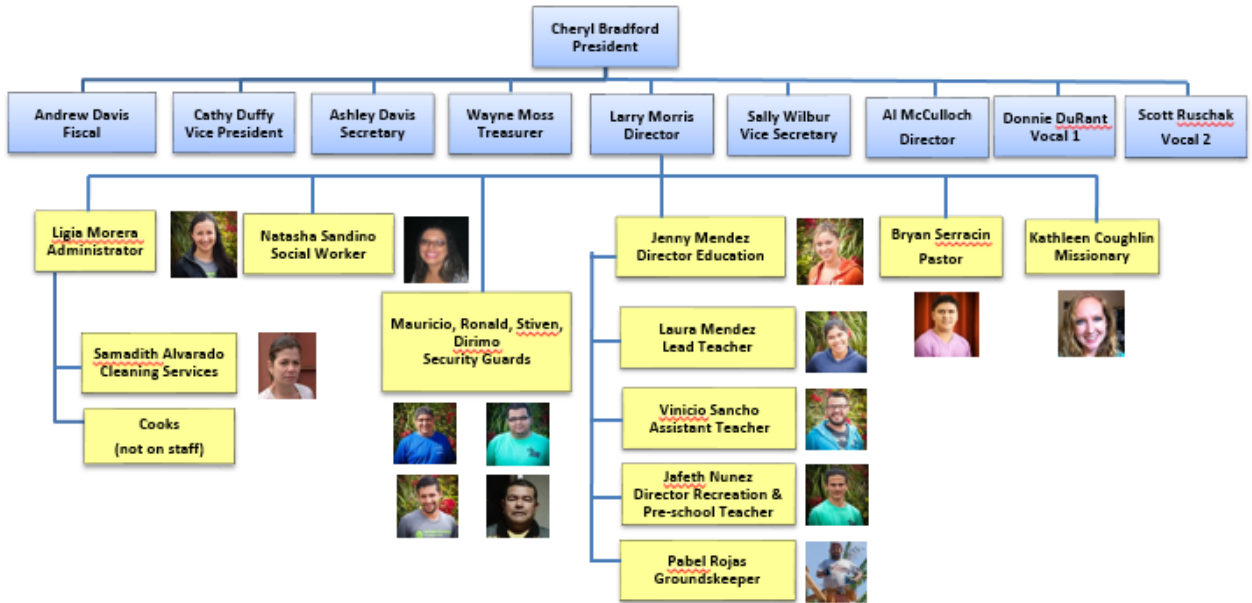 Cheryl Bradford
President
Andrew Davis
Fiscal
Cathy Duffy
Vice President
Ashley Davis
Secretary
Wayne Moss
Treasurer
Larry Morris
Director
Sally Wilbur
Vice Secretary
Al McCulloch
Director
Donnie DuRant
Vocal 1
Scott Ruschak
Vocal 2
Ligia Morera
Administrator
Natasha Sandino
Social Worker
Jenny Mendez
Director Education
Bryan Serracin
Pastor
Kathleen Coughlin
Missionary
Mauricio, Ronald, Stiven,
Dirimo
Security Guards
Samadith Alvarado
Cleaning Services
Cooks
(not on staff)
Laura Mendez
Lead Teacher
Vinicio Sancho
Assistant Teacher
Jafeth Nunez
Director Recreation &
Pre-school Teacher
Pabel Rojas
Groundskeeper